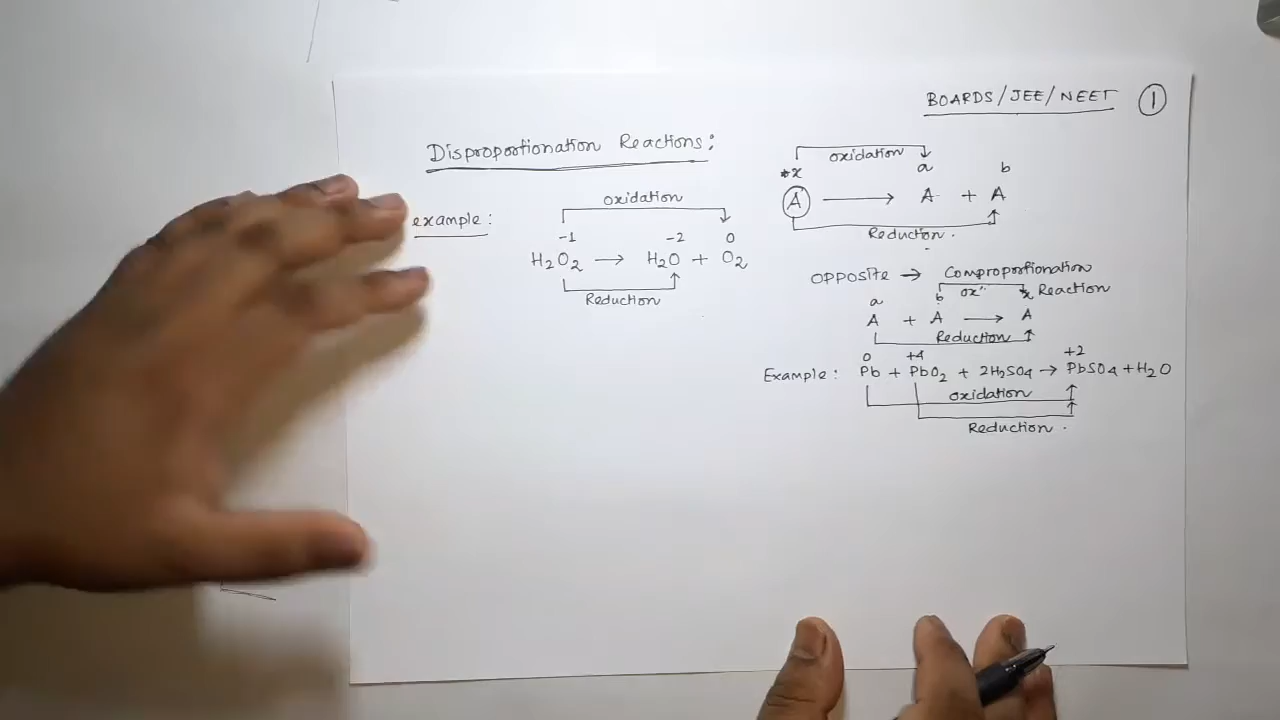 BOARDS/JEE/NEET ①
Disproportionation Reactions:
example:
oxidation
-1 -2 0
H₂O₂ → H₂O + O₂
Reduction
oxidation
x a b
A → A + A
Reduction.
OPPOSITE → Comproportionation
Reaction
oxⁿ
a b x
A + A → A
Reduction
0 +4 +2
Example: Pb + PbO₂ + 2H₂SO₄ → PbSO₄ + H₂O
oxidation
Reduction.